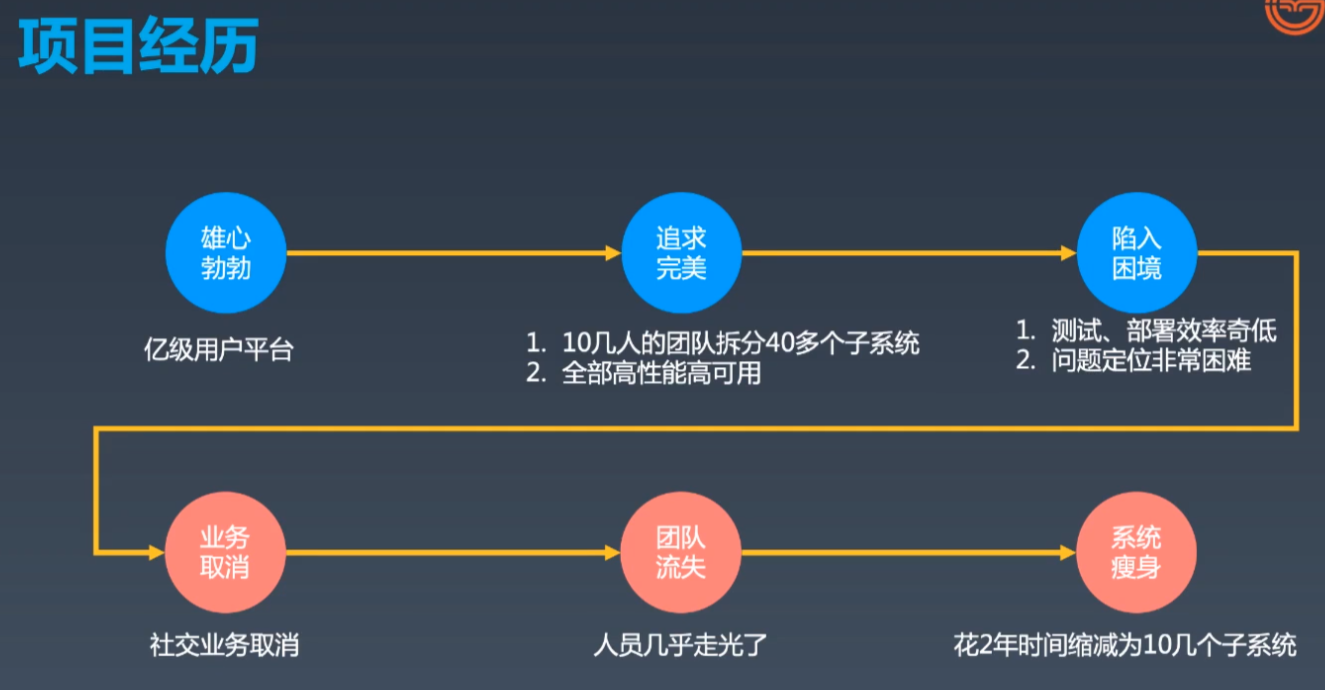 项目经历
雄心
勃勃
追求
完美
陷入
困境
亿级用户平台
1. 10几人的团队拆分40多个子系统
2. 全部高性能高可用
1. 测试、部署效率奇低
2. 问题定位非常困难
业务
取消
团队
流失
系统
瘦身
社交业务取消
人员几乎走光了
花2年时间缩减为10几个子系统